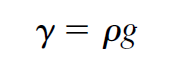 γ = ρg